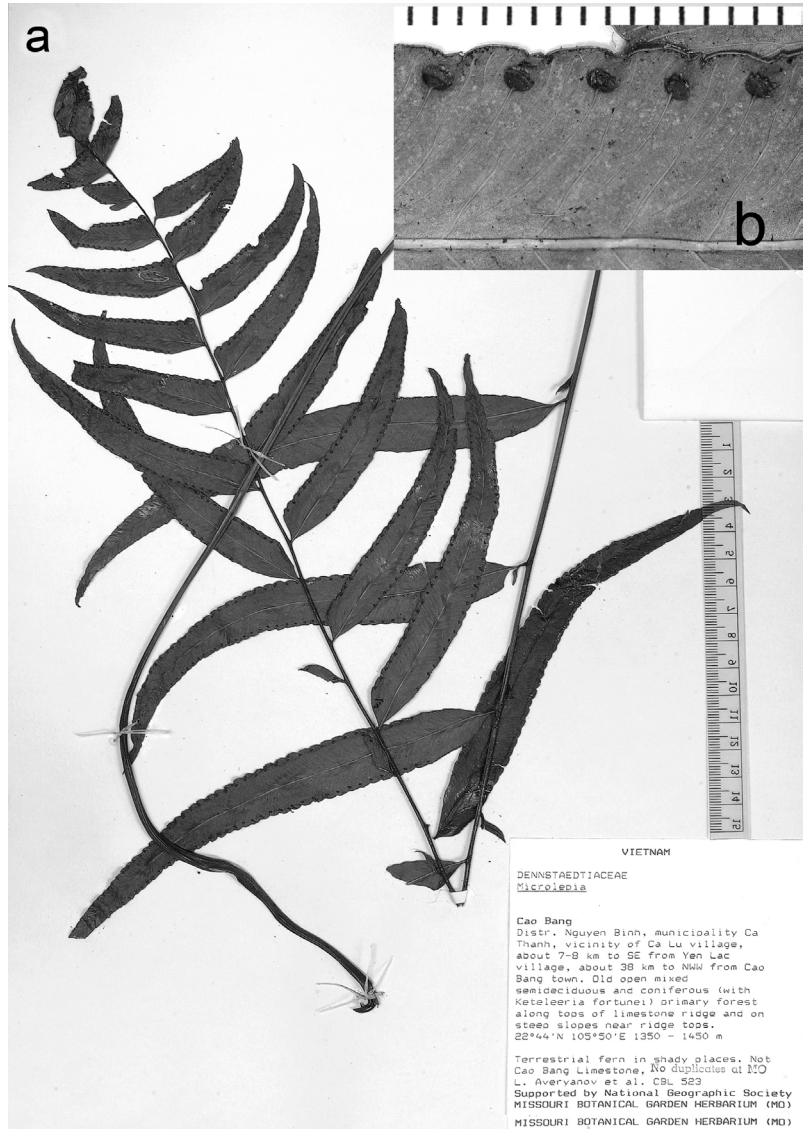 a
b
1
2
3
4
5
6
7
8
9
10
11
12
13
14
15
VIETNAM
DENNSTAEDTIACEAE
Microlepia
Cao Bang
Distr. Nguyen Binh, municipality Ca
Thanh, vicinity of Ca Lu village,
about 7-8 km to SE from Yen Lac
village, about 38 km to NWW from Cao
Bang town. Old open mixed
semideciduous and coniferous (with
Keteleeria fortunei) primary forest
along tops of limestone ridge and on
steep slopes near ridge tops.
22°44'N 105°50'E 1350 - 1450 m
Terrestrial fern in shady places. Not
Cao Bang Limestone, No duplicates at MO
L. Averyanov et al. CBL 523
Supported by National Geographic Society
MISSOURI BOTANICAL GARDEN HERBARIUM (MO)
MISSOURI BOTANICAL GARDEN HERBARIUM (MO)